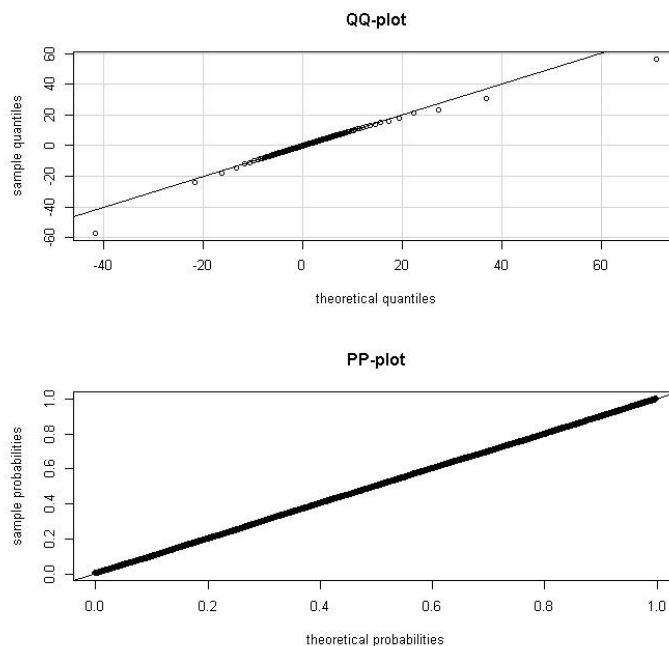 QQ-plot
60
40
20
0
-20
-40
-60
sample quantiles
-40 -20 0 20 40 60
theoretical quantiles
PP-plot
1.0
0.8
0.6
0.4
0.2
0.0
sample probabilities
0.0 0.2 0.4 0.6 0.8 1.0
theoretical probabilities